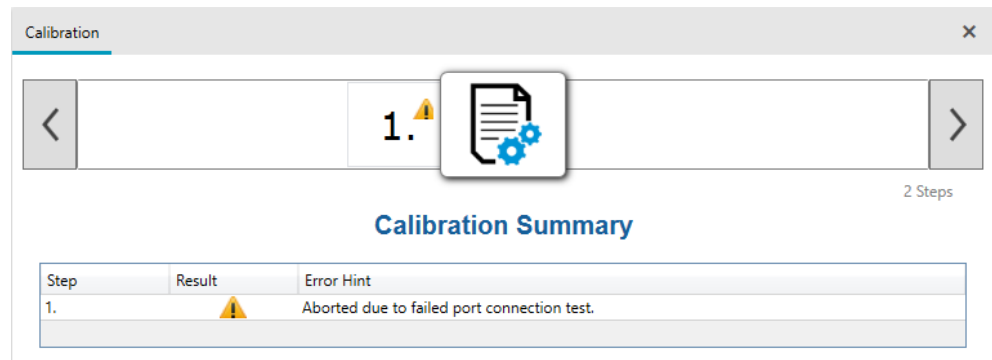 Calibration
1.
2 Steps
Calibration Summary
Step Result Error Hint
1. Aborted due to failed port connection test.